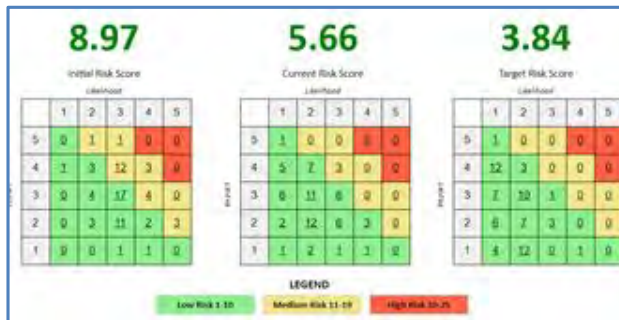 8.97 5.66 3.84
Initial Risk Score Current Risk Score Target Risk Score
Likelihood Likelihood Likelihood
1 2 3 4 5 1 2 3 4 5 1 2 3 4 5
5 0 1 1 0 0 5 1 0 0 0 0 5 1 0 0 0 0
4 1 3 12 3 0 4 5 7 3 0 0 4 12 3 0 0 0
3 0 4 17 4 0 3 6 11 6 0 0 3 7 10 1 0 0
2 0 3 11 2 3 2 2 12 6 3 0 2 6 7 3 0 0
1 0 0 1 1 0 1 1 2 1 1 0 1 4 12 0 1 0
LEGEND
Low Risk 1-10 Medium Risk 11-19 High Risk 20-25